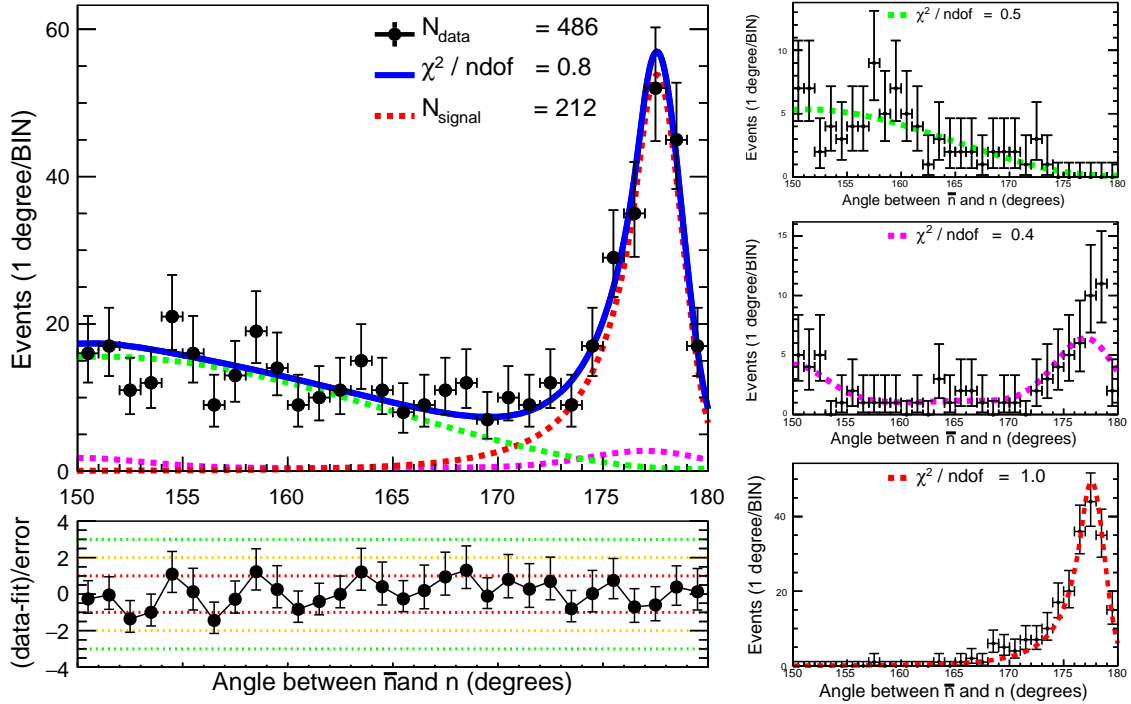 60
40
20
0
Events (1 degree/BIN)
N_data = 486
χ² / ndof = 0.8
N_signal = 212
150 155 160 165 170 175 180
4
2
0
−2
−4
(data-fit)/error
Angle between n̅and n (degrees)
χ² / ndof = 0.5
10
5
0
Events (1 degree/BIN)
150 155 160 165 170 175 180
Angle between n̅ and n (degrees)
χ² / ndof = 0.4
15
10
5
0
Events (1 degree/BIN)
150 155 160 165 170 175 180
Angle between n̅ and n (degrees)
χ² / ndof = 1.0
40
20
0
Events (1 degree/BIN)
150 155 160 165 170 175 180
Angle between n̅ and n (degrees)